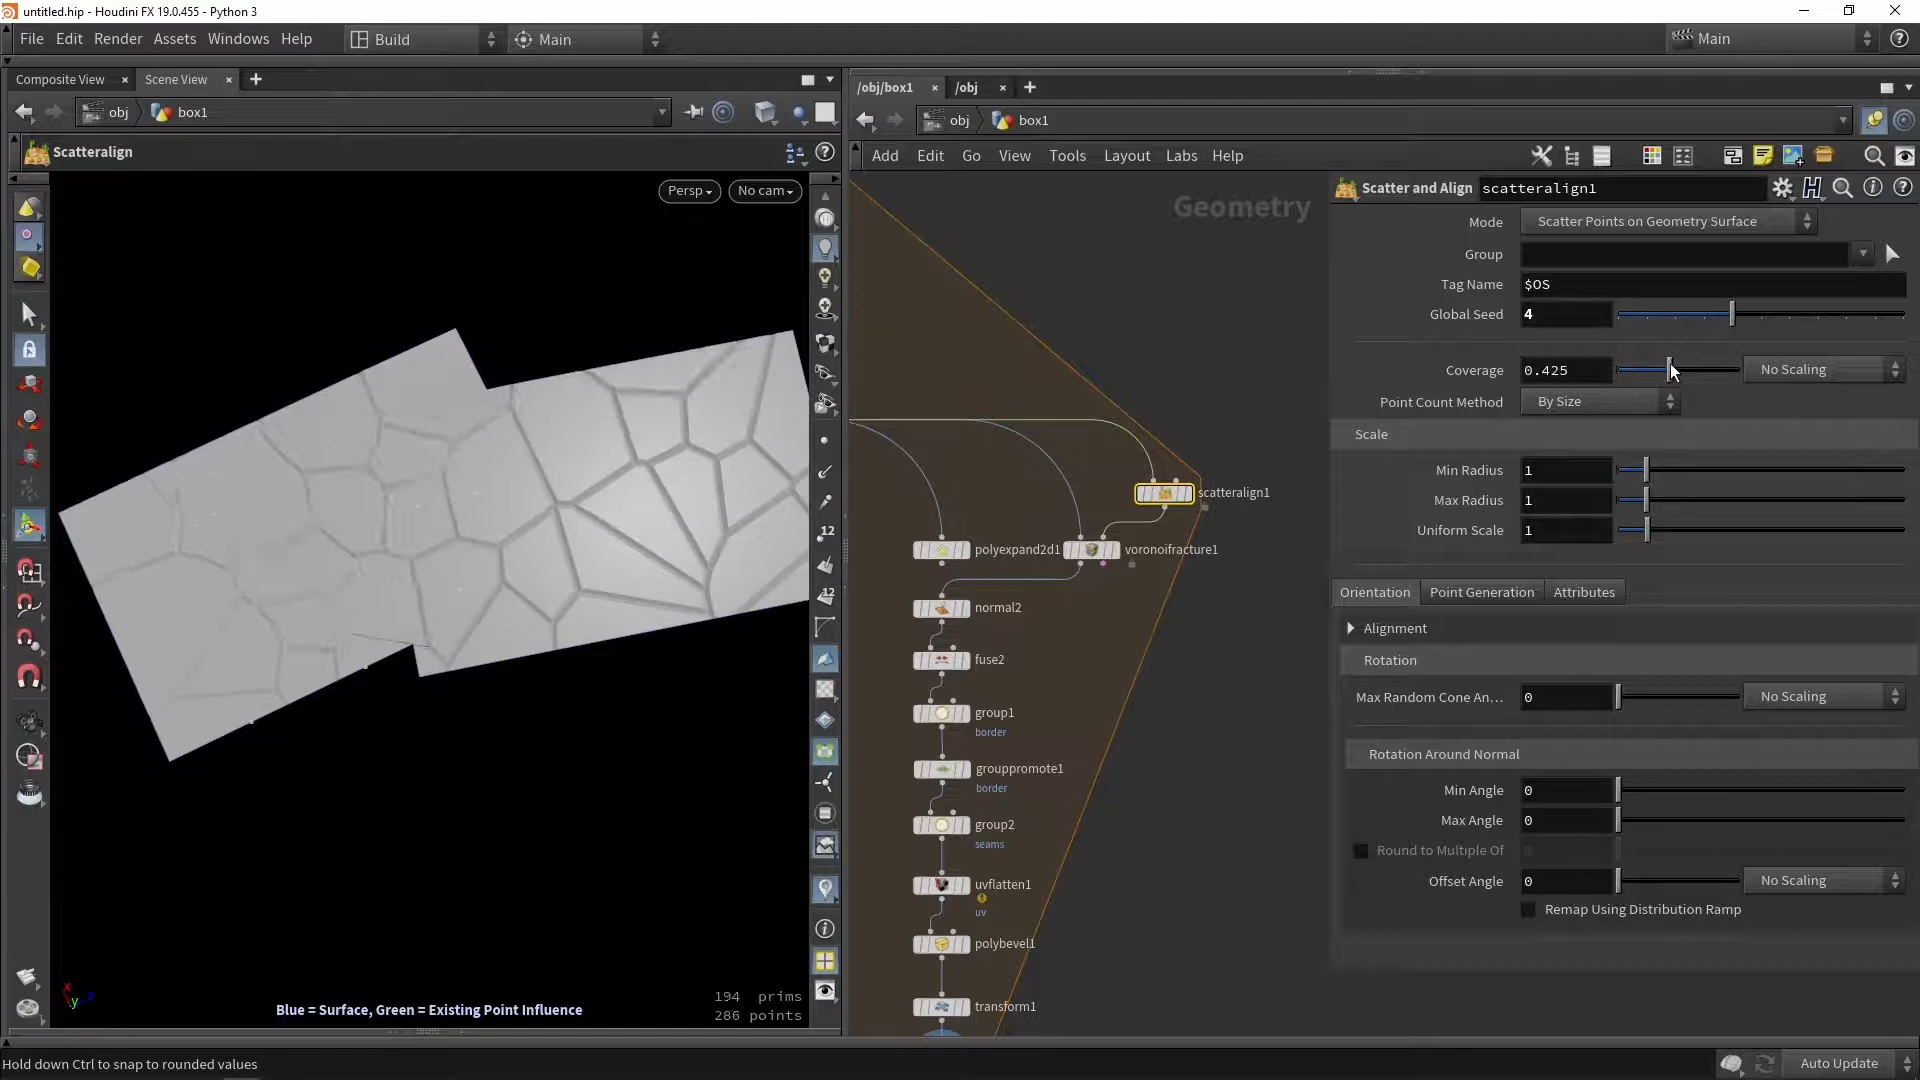 untitled.hip - Houdini FX 19.0.455 - Python 3
File Edit Render Assets Windows Help
Build
Main
Main
Composite View
Scene View
obj
box1
Scatteralign
Persp
No cam
12
12
194 prims
286 points
Blue = Surface, Green = Existing Point Influence
x
y
z
/obj/box1
/obj
obj
box1
Add Edit Go View Tools Layout Labs Help
Geometry
scatteralign1
polyexpand2d1
voronoifracture1
normal2
fuse2
group1
border
grouppromote1
border
group2
seams
uvflatten1
uv
polybevel1
transform1
Scatter and Align scatteralign1
Mode Scatter Points on Geometry Surface
Group
Tag Name $OS
Global Seed 4
Coverage 0.425 No Scaling
Point Count Method By Size
Scale
Min Radius 1
Max Radius 1
Uniform Scale 1
Orientation Point Generation Attributes
Alignment
Rotation
Max Random Cone An... 0 No Scaling
Rotation Around Normal
Min Angle 0
Max Angle 0
Round to Multiple Of
Offset Angle 0 No Scaling
Remap Using Distribution Ramp
Hold down Ctrl to snap to rounded values
Auto Update